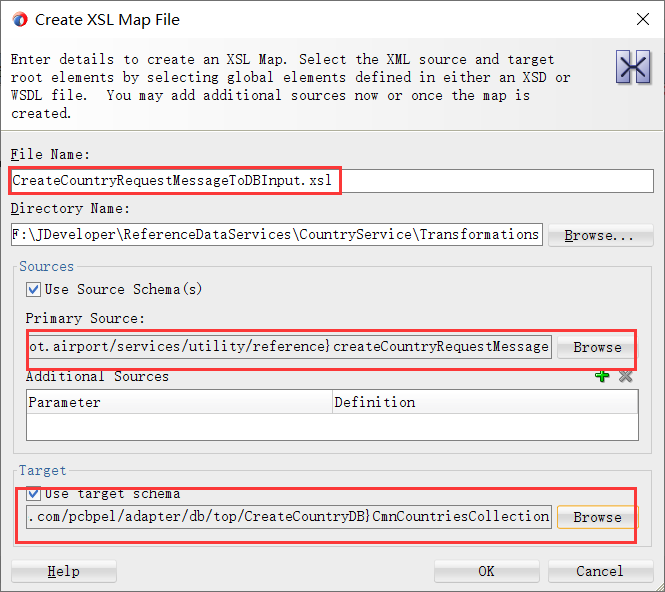 Create XSL Map File
Enter details to create an XSL Map. Select the XML source and target
root elements by selecting global elements defined in either an XSD or
WSDL file.  You may add additional sources now or once the map is
created.
File Name:
CreateCountryRequestMessageToDBInput.xsl
Directory Name:
F:\JDeveloper\ReferenceDataServices\CountryService\Transformations
Browse...
Sources
Use Source Schema(s)
Primary Source:
ot.airport/services/utility/reference}createCountryRequestMessage
Browse
Additional Sources
Parameter
Definition
Target
Use target schema
.com/pcbpel/adapter/db/top/CreateCountryDB}CmnCountriesCollection
Browse
Help
OK
Cancel